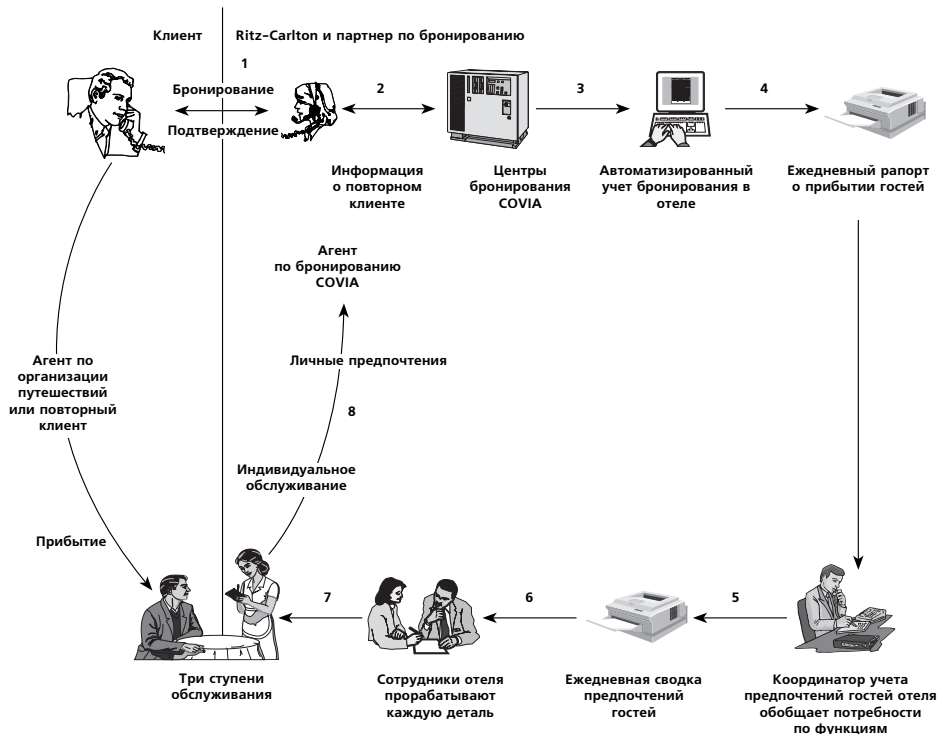 Клиент
Ritz–Carlton и партнер по бронированию
1
Бронирование
Подтверждение
2
3
4
Информация
о повторном
клиенте
Центры
бронирования
COVIA
Автоматизированный
учет бронирования в
отеле
Ежедневный рапорт
о прибытии гостей
Агент
по бронированию
COVIA
Личные предпочтения
8
Индивидуальное
обслуживание
Агент по
организации
путешествий
или повторный
клиент
Прибытие
7
6
5
Три ступени
обслуживания
Сотрудники отеля
прорабатывают
каждую деталь
Ежедневная сводка
предпочтений
гостей
Координатор учета
предпочтений гостей отеля
обобщает потребности
по функциям